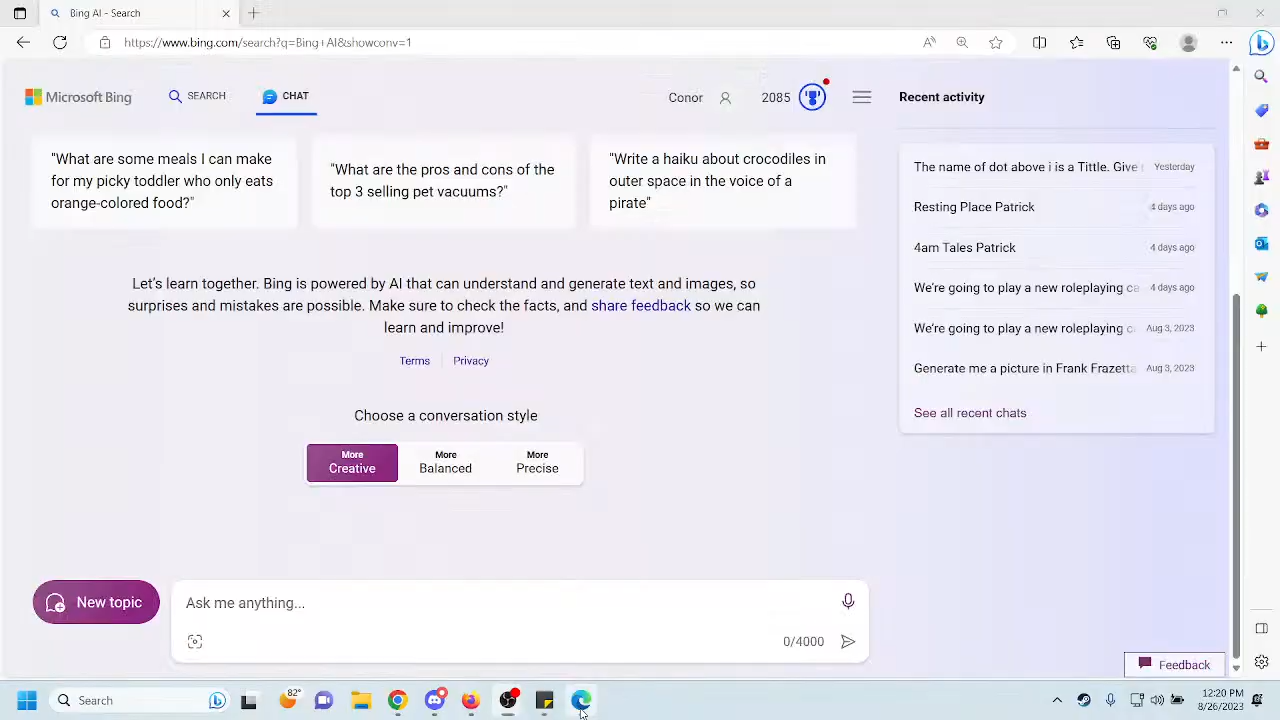 Bing AI - Search
https://www.bing.com/search?q=Bing+AI&showconv=1
Microsoft Bing
SEARCH
CHAT
Conor
2085
Recent activity
"What are some meals I can make
for my picky toddler who only eats
orange-colored food?"
"What are the pros and cons of the
top 3 selling pet vacuums?"
"Write a haiku about crocodiles in
outer space in the voice of a
pirate"
The name of dot above i is a Tittle. Give
Yesterday
Resting Place Patrick
4 days ago
4am Tales Patrick
4 days ago
We're going to play a new roleplaying ca
4 days ago
We're going to play a new roleplaying ca
Aug 3, 2023
Generate me a picture in Frank Frazetta
Aug 3, 2023
See all recent chats
Let's learn together. Bing is powered by AI that can understand and generate text and images, so
surprises and mistakes are possible. Make sure to check the facts, and share feedback so we can
learn and improve!
Terms
Privacy
Choose a conversation style
More
Creative
More
Balanced
More
Precise
New topic
Ask me anything...
0/4000
Feedback
Search
82°
12:20 PM
8/26/2023